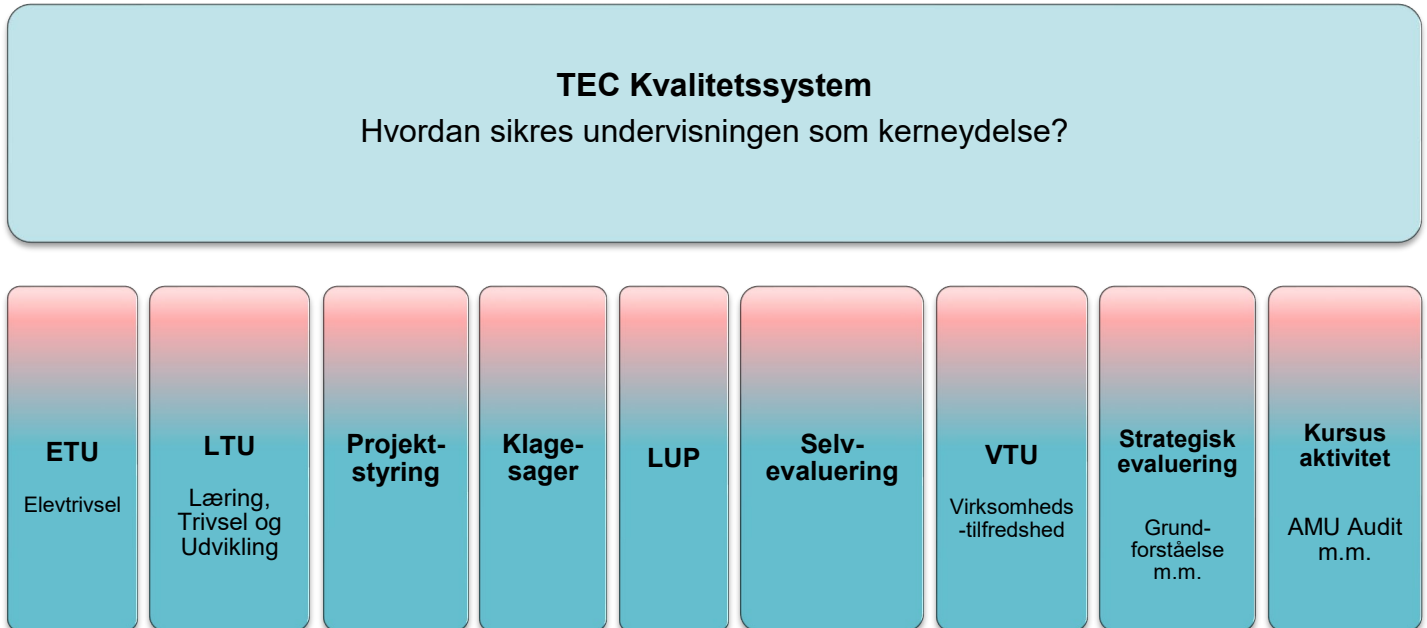 TEC Kvalitetssystem
Hvordan sikres undervisningen som kerneydelse?
ETU
Elevtrivsel
LTU
Læring,
Trivsel og
Udvikling
Projekt-
styring
Klage-
sager
LUP
Selv-
evaluering
VTU
Virksomheds
-tilfredshed
Strategisk
evaluering
Grund-
forståelse
m.m.
Kursus
aktivitet
AMU Audit
m.m.